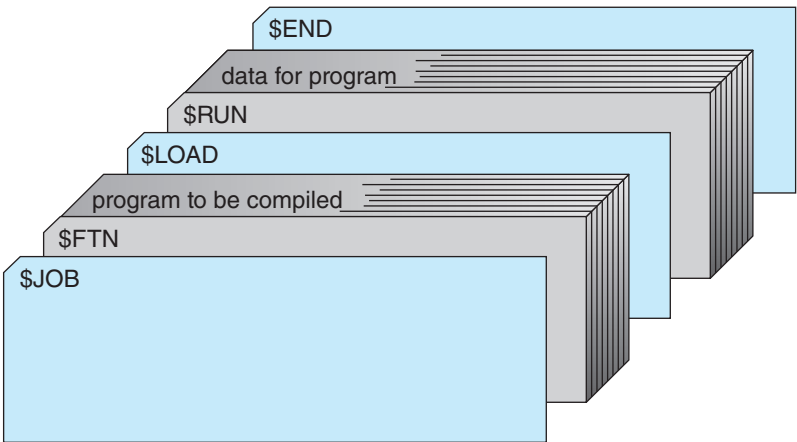 $END
data for program
$RUN
$LOAD
program to be compiled
$FTN
$JOB